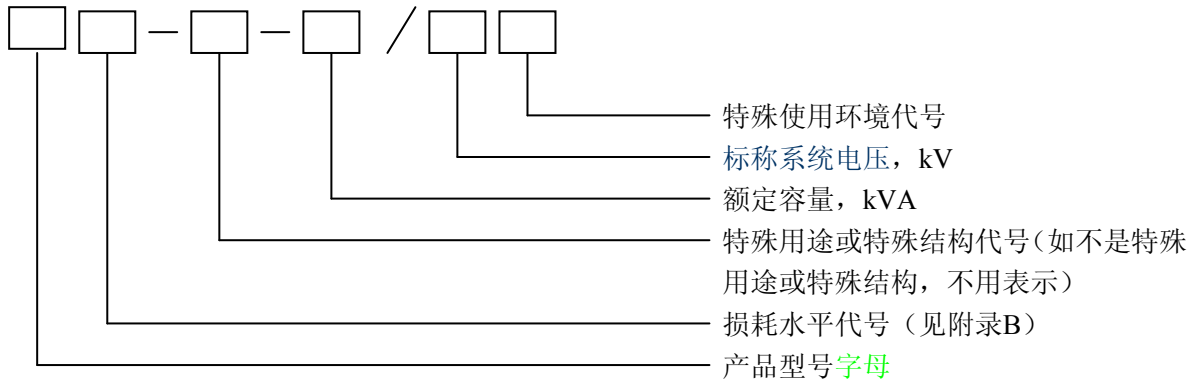 特殊使用环境代号
标称系统电压，kV
额定容量，kVA
特殊用途或特殊结构代号（如不是特殊
用途或特殊结构，不用表示）
损耗水平代号（见附录B）
产品型号字母